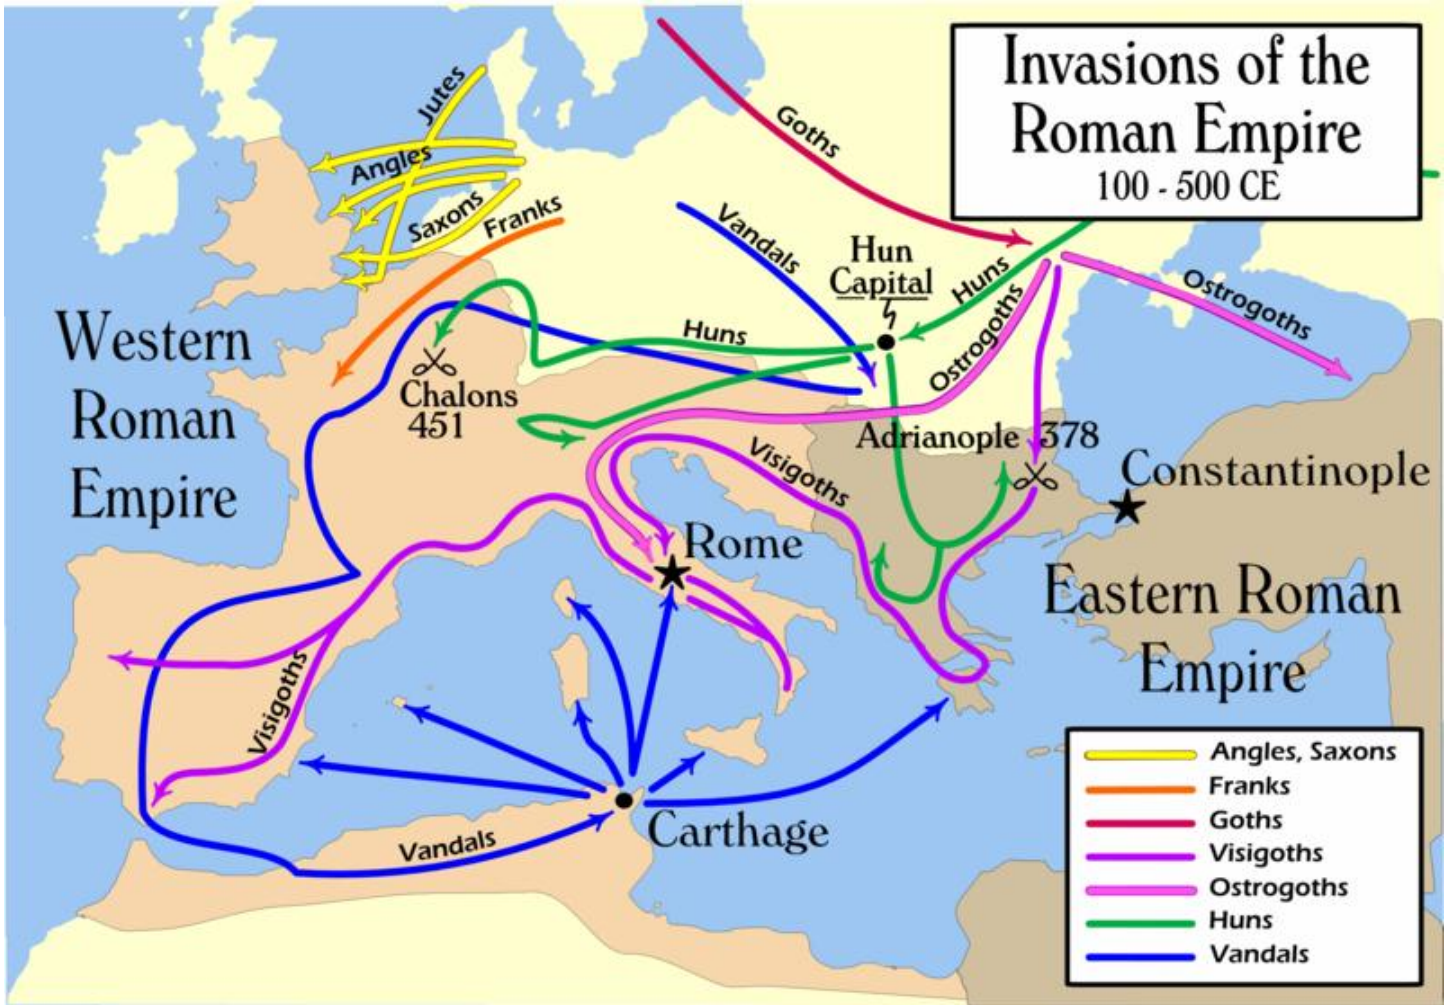 Invasions of the
Roman Empire
100 - 500 CE
Jutes
Angles
Saxons
Franks
Goths
Vandals
Hun
Capital
Huns
Ostrogoths
Ostrogoths
Huns
Western
Roman
Empire
Chalons
451
Adrianople 378
Visigoths
Constantinople
Rome
Eastern Roman
Empire
Visigoths
Carthage
Vandals
Angles, Saxons
Franks
Goths
Visigoths
Ostrogoths
Huns
Vandals